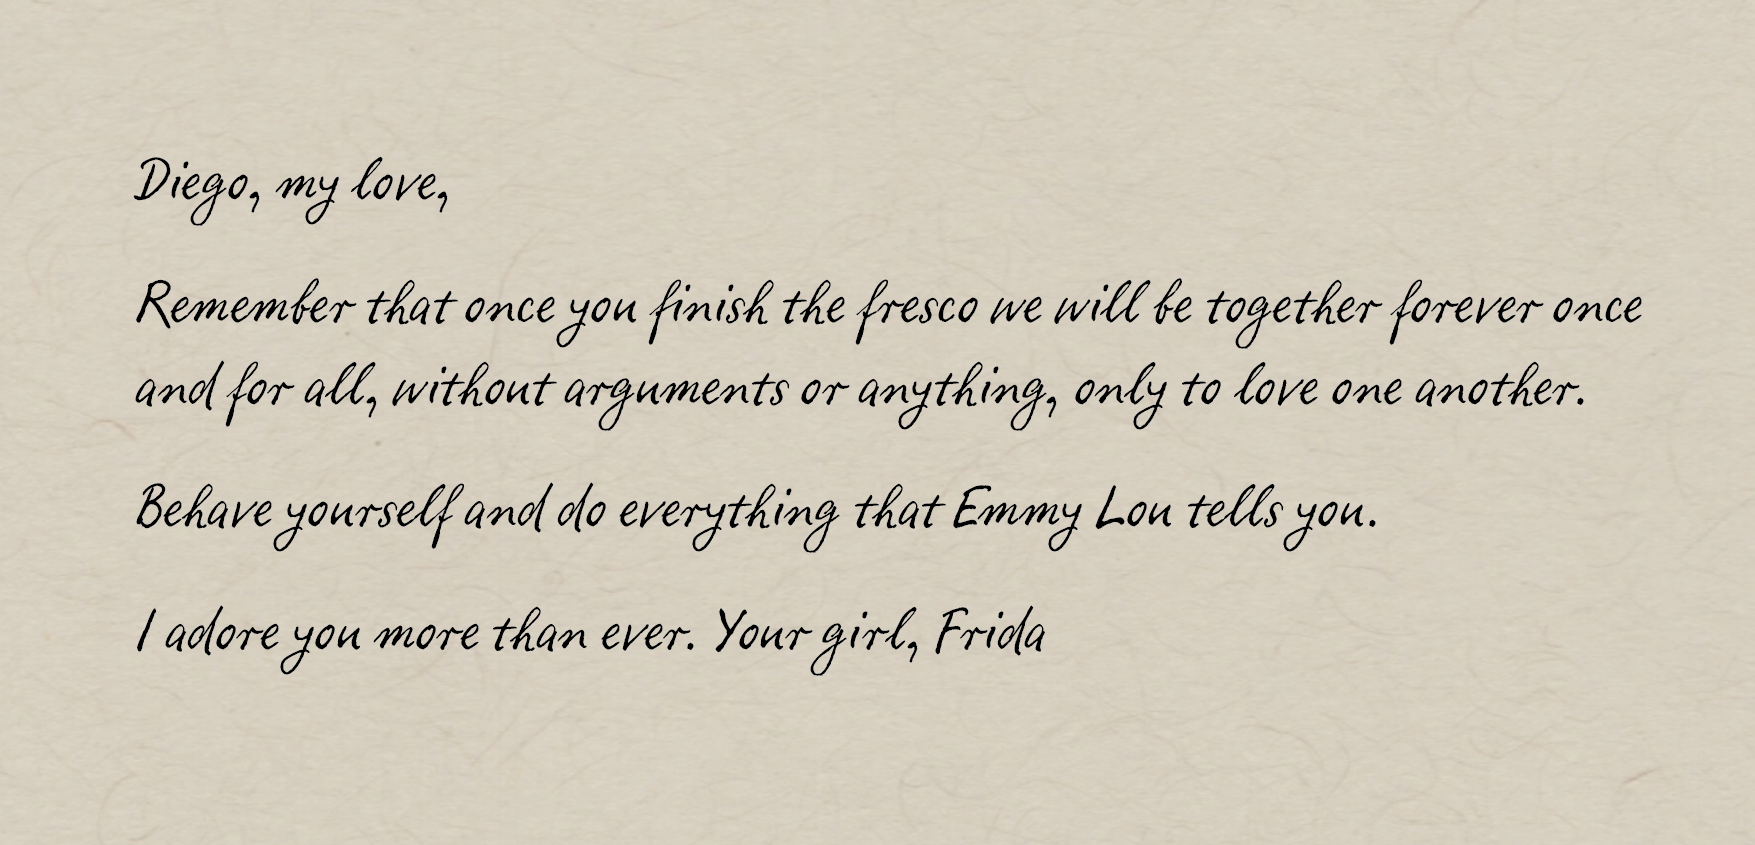 Diego, my love,
Remember that once you finish the fresco we will be together forever once
and for all, without arguments or anything, only to love one another.
Behave yourself and do everything that Emmy Lou tells you.
I adore you more than ever. Your girl, Frida